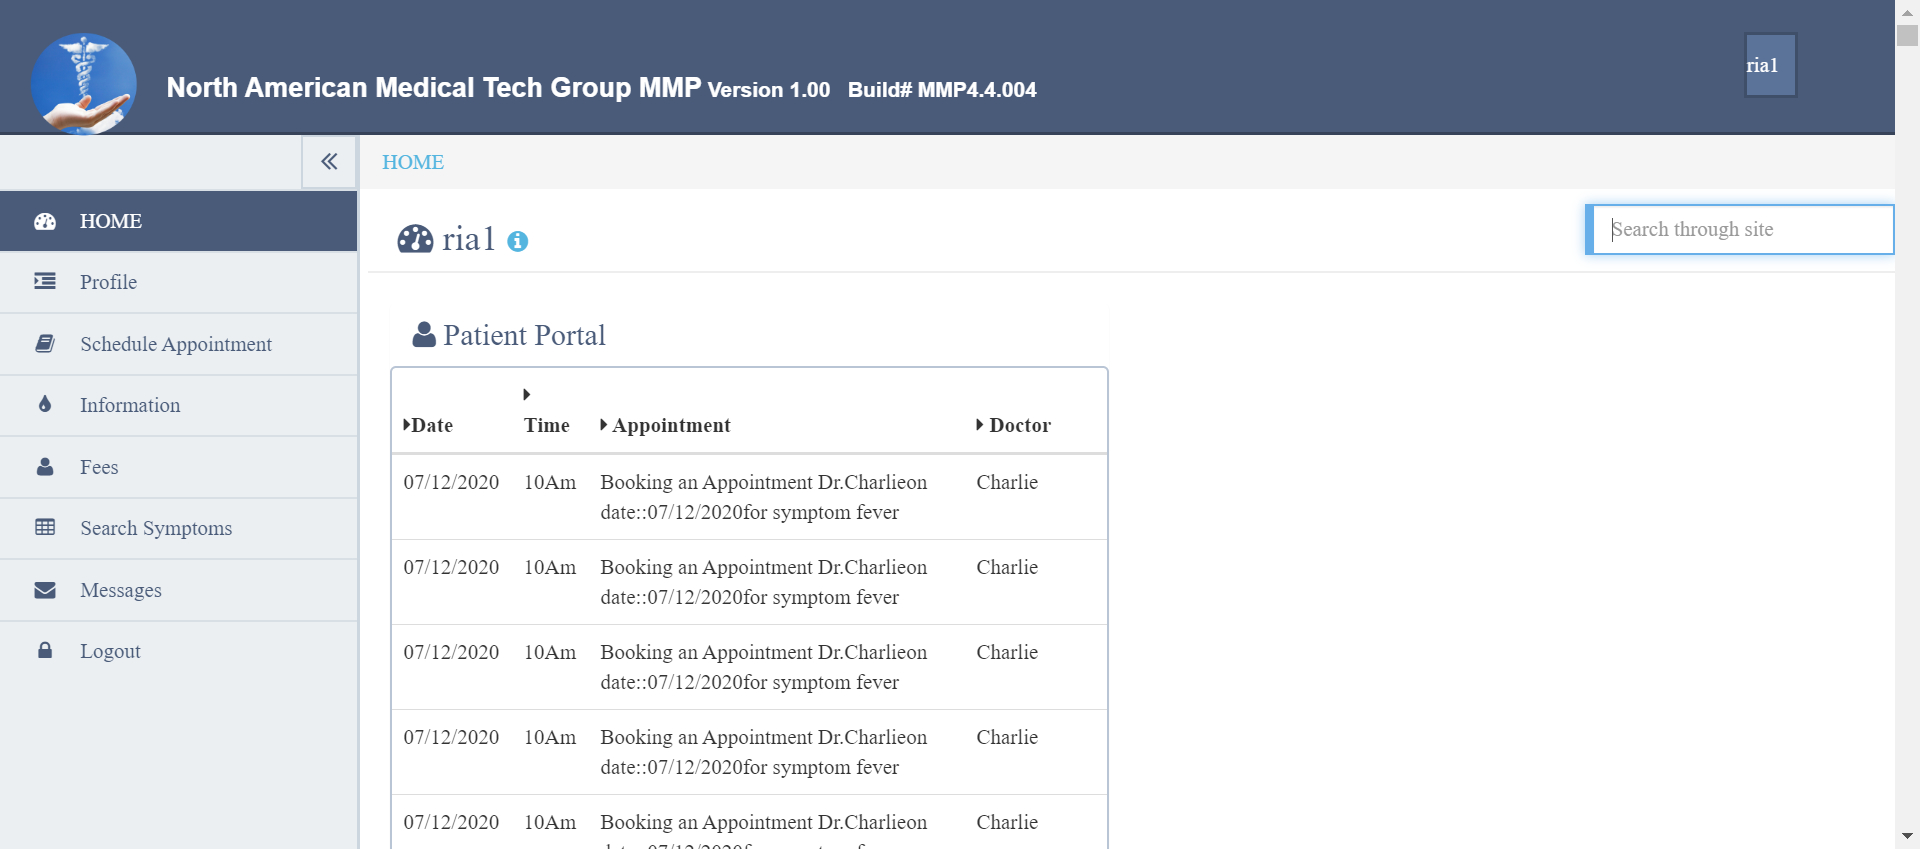 North American Medical Tech Group MMP Version 1.00 Build# MMP4.4.004
ria1
HOME
HOME
Profile
Schedule Appointment
Information
Fees
Search Symptoms
Messages
Logout
ria1
Search through site
Patient Portal
Date Time Appointment Doctor
07/12/2020 10Am Booking an Appointment Dr.Charlieon Charlie
date::07/12/2020for symptom fever
07/12/2020 10Am Booking an Appointment Dr.Charlieon Charlie
date::07/12/2020for symptom fever
07/12/2020 10Am Booking an Appointment Dr.Charlieon Charlie
date::07/12/2020for symptom fever
07/12/2020 10Am Booking an Appointment Dr.Charlieon Charlie
date::07/12/2020for symptom fever
07/12/2020 10Am Booking an Appointment Dr.Charlieon Charlie